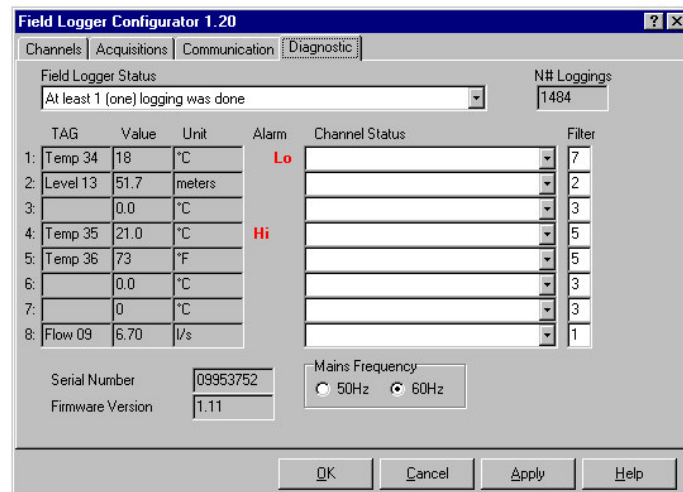 Field Logger Configurator 1.20
Channels Acquisitions Communication Diagnostic
Field Logger Status N# Loggings
At least 1 (one) logging was done 1484
TAG Value Unit Alarm Channel Status Filter
1: Temp 34 18 °C Lo 7
2: Level 13 51.7 meters 2
3: 0.0 °C 3
4: Temp 35 21.0 °C Hi 5
5: Temp 36 73 °F 5
6: 0.0 °C 3
7: 0 °C 3
8: Flow 09 6.70 l/s 1
Serial Number 09953752
Firmware Version 1.11
Mains Frequency
50Hz 60Hz
OK Cancel Apply Help